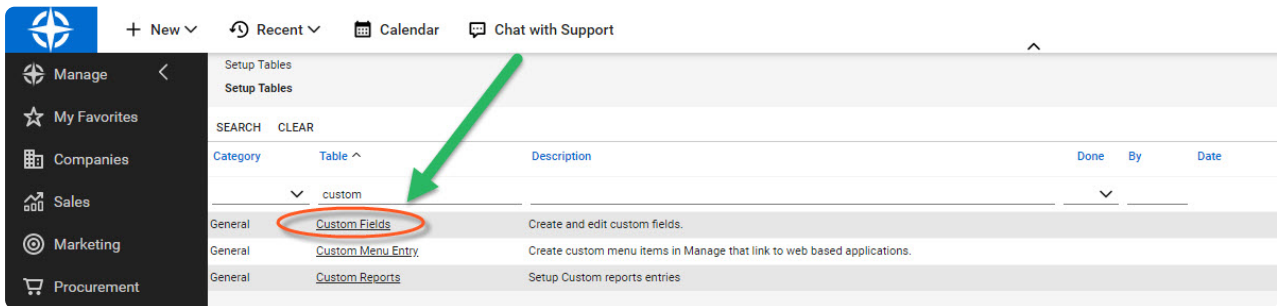 + New Recent Calendar Chat with Support
Manage
My Favorites
Companies
Sales
Marketing
Procurement
Setup Tables
Setup Tables
SEARCH CLEAR
Category Table Description Done By Date
custom
General Custom Fields Create and edit custom fields.
General Custom Menu Entry Create custom menu items in Manage that link to web based applications.
General Custom Reports Setup Custom reports entries